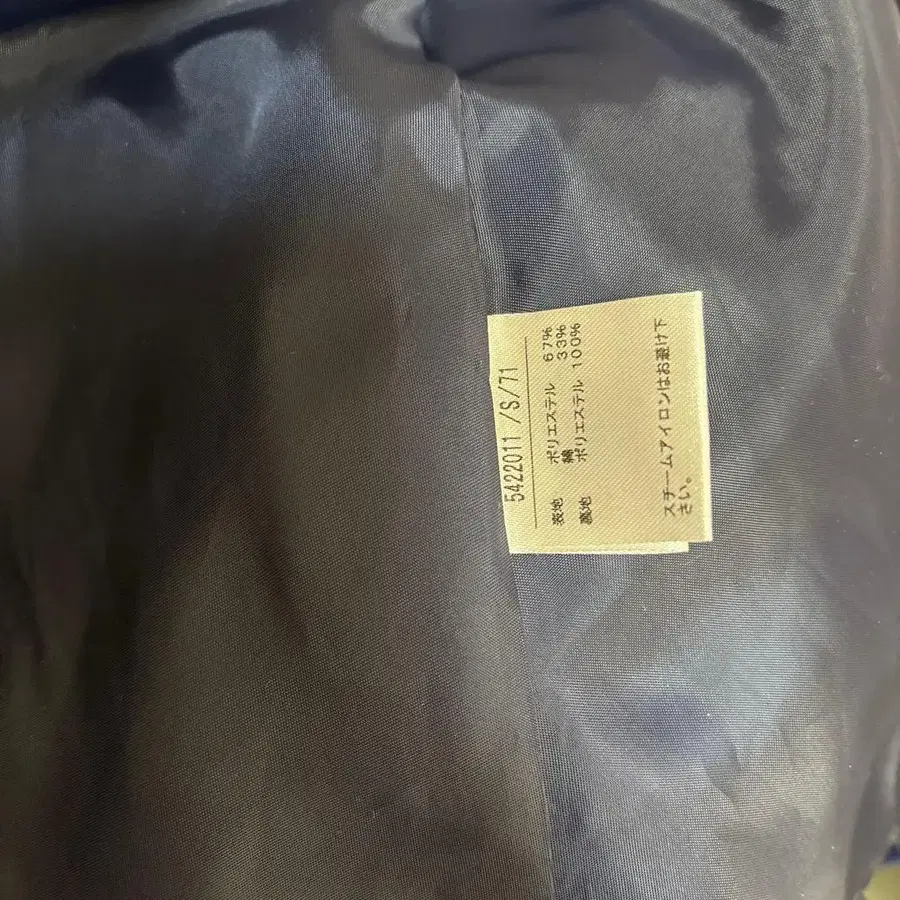 5422011 /S/71
表地 ポリエステル 67%
綿 33%
裏地 ポリエステル 100%
スチームアイロンはお避け下
さい。